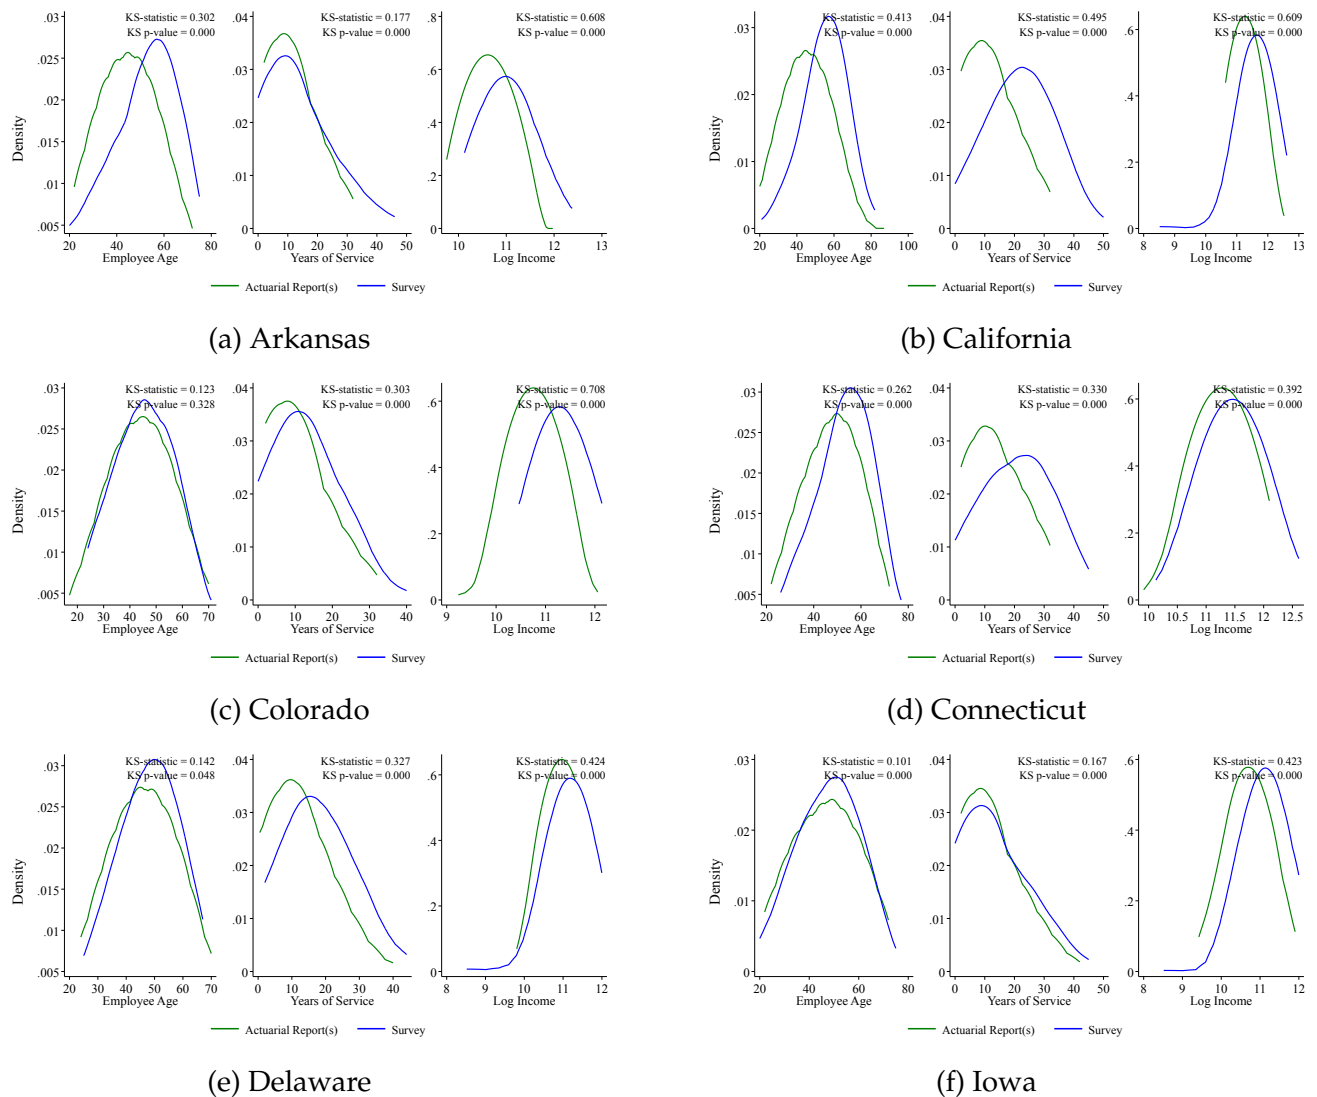 KS-statistic = 0.302
KS p-value = 0.000
.03
.025
.02
.015
.01
.005
Density
20 40 60 80
Employee Age
KS-statistic = 0.177
KS p-value = 0.000
.04
.03
.02
.01
0
0 10 20 30 40 50
Years of Service
KS-statistic = 0.608
KS p-value = 0.000
.8
.6
.4
.2
0
10 11 12 13
Log Income
Actuarial Report(s) Survey
(a) Arkansas
KS-statistic = 0.413
KS p-value = 0.000
.03
.02
.01
0
Density
20 40 60 80 100
Employee Age
KS-statistic = 0.495
KS p-value = 0.000
.04
.03
.02
.01
0
0 10 20 30 40 50
Years of Service
KS-statistic = 0.609
KS p-value = 0.000
.6
.4
.2
0
8 9 10 11 12 13
Log Income
Actuarial Report(s) Survey
(b) California
KS-statistic = 0.123
KS p-value = 0.328
.03
.025
.02
.015
.01
.005
Density
20 30 40 50 60 70
Employee Age
KS-statistic = 0.303
KS p-value = 0.000
.04
.03
.02
.01
0
0 10 20 30 40
Years of Service
KS-statistic = 0.708
KS p-value = 0.000
.6
.4
.2
0
9 10 11 12
Log Income
Actuarial Report(s) Survey
(c) Colorado
KS-statistic = 0.262
KS p-value = 0.000
.03
.025
.02
.015
.01
.005
Density
20 40 60 80
Employee Age
KS-statistic = 0.330
KS p-value = 0.000
.04
.03
.02
.01
0
0 10 20 30 40 50
Years of Service
KS-statistic = 0.392
KS p-value = 0.000
.6
.4
.2
0
10 10.5 11 11.5 12 12.5
Log Income
Actuarial Report(s) Survey
(d) Connecticut
KS-statistic = 0.142
KS p-value = 0.048
.03
.025
.02
.015
.01
.005
Density
20 30 40 50 60 70
Employee Age
KS-statistic = 0.327
KS p-value = 0.000
.04
.03
.02
.01
0
0 10 20 30 40
Years of Service
KS-statistic = 0.424
KS p-value = 0.000
.6
.4
.2
0
8 9 10 11 12
Log Income
Actuarial Report(s) Survey
(e) Delaware
KS-statistic = 0.101
KS p-value = 0.000
.03
.02
.01
0
Density
20 40 60 80
Employee Age
KS-statistic = 0.167
KS p-value = 0.000
.04
.03
.02
.01
0
0 10 20 30 40 50
Years of Service
KS-statistic = 0.423
KS p-value = 0.000
.6
.4
.2
0
8 9 10 11 12
Log Income
Actuarial Report(s) Survey
(f) Iowa